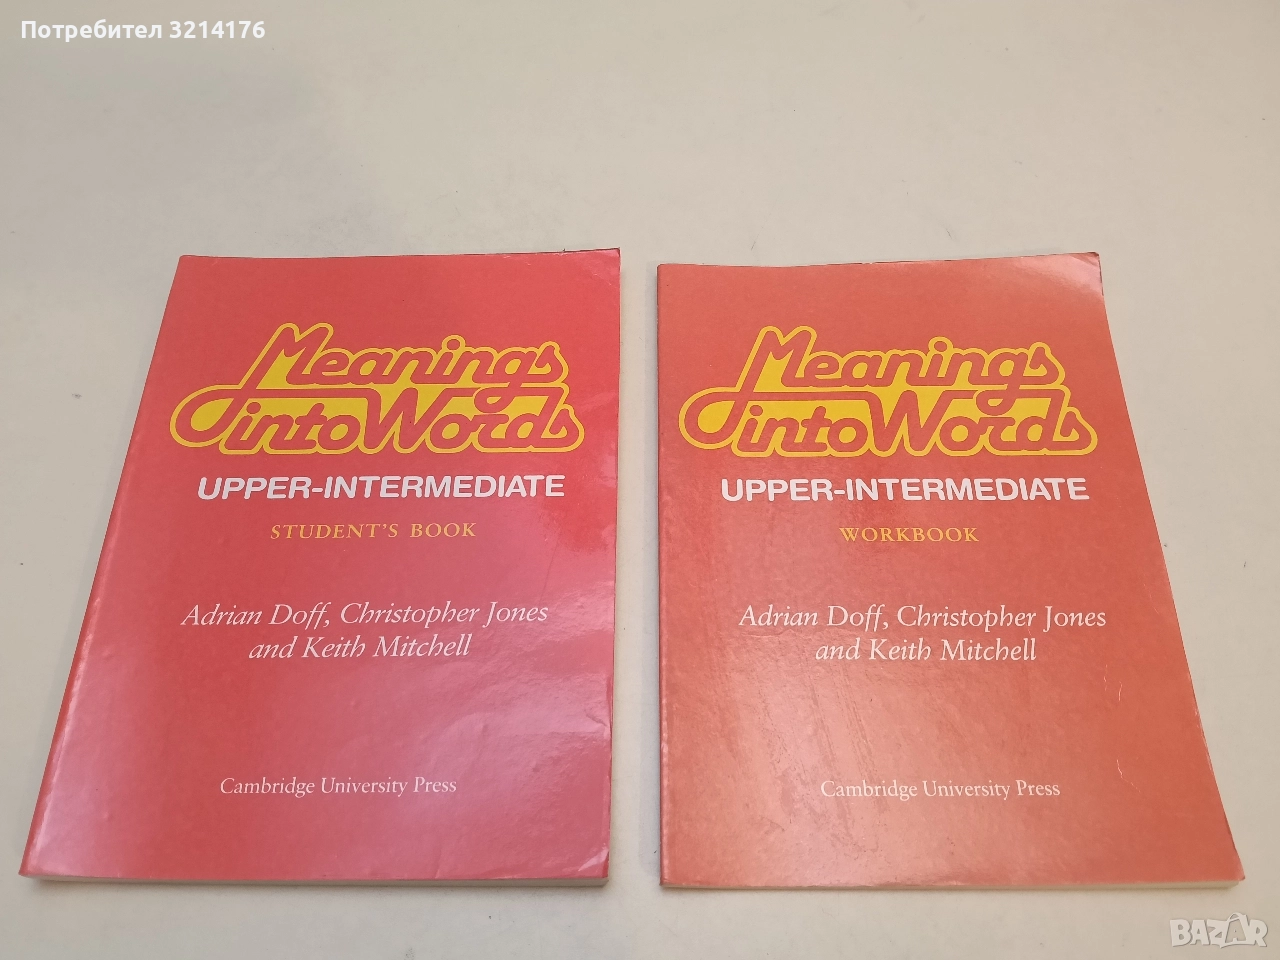 Потребител 3214176
Meanings
into Words
UPPER-INTERMEDIATE
STUDENT'S BOOK
Adrian Doff, Christopher Jones
and Keith Mitchell
Cambridge University Press
Meanings
into Words
UPPER-INTERMEDIATE
WORKBOOK
Adrian Doff, Christopher Jones
and Keith Mitchell
Cambridge University Press
BAZAR